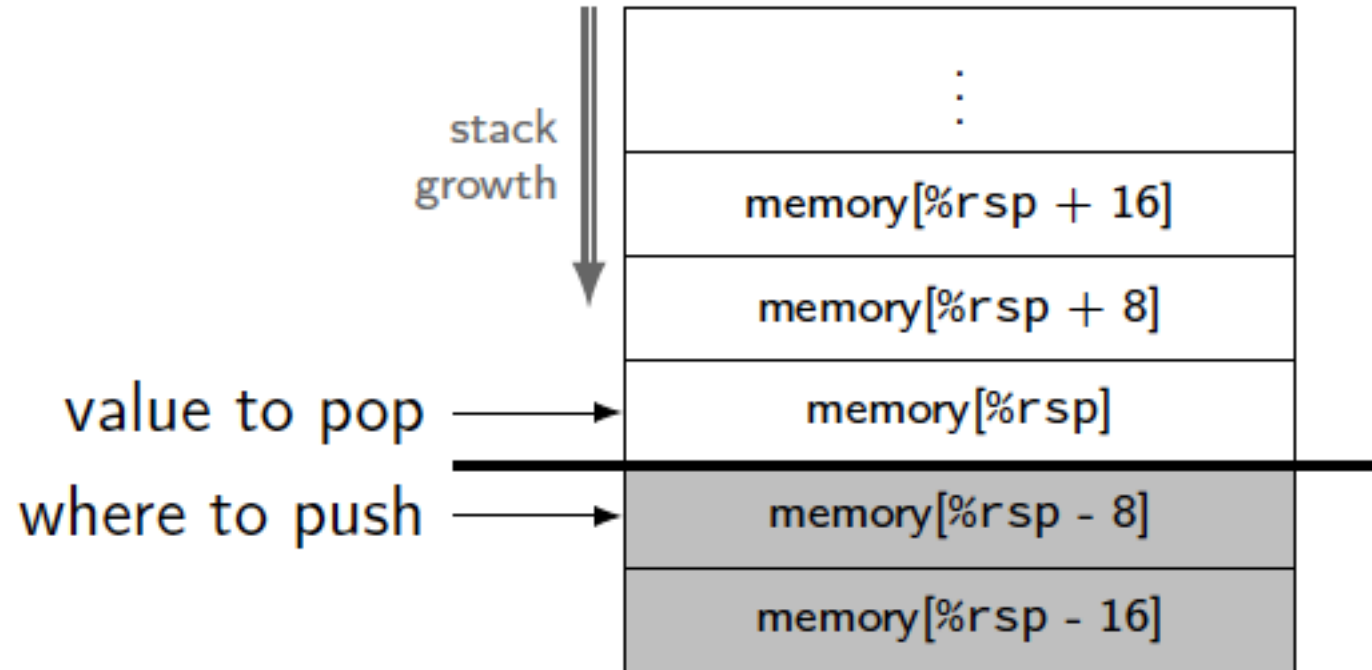 ⋮
stack
growth
memory[%rsp + 16]
memory[%rsp + 8]
value to pop
memory[%rsp]
where to push
memory[%rsp - 8]
memory[%rsp - 16]